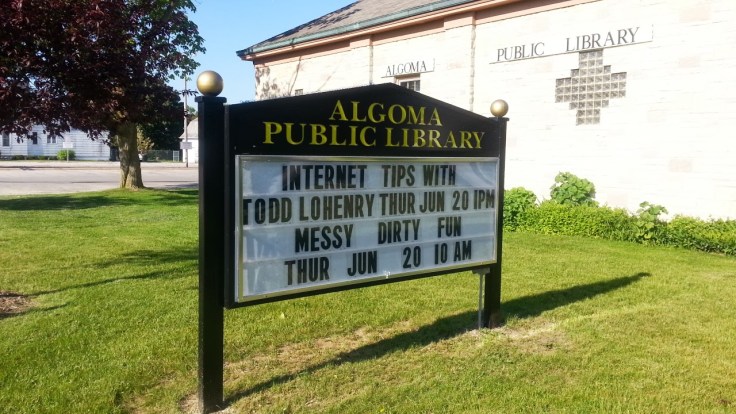 ALGOMA
PUBLIC LIBRARY
ALGOMA
PUBLIC LIBRARY
INTERNET TIPS WITH
TODD LOHENRY THUR JUN 20 1PM
MESSY DIRTY FUN
THUR JUN 20 10 AM